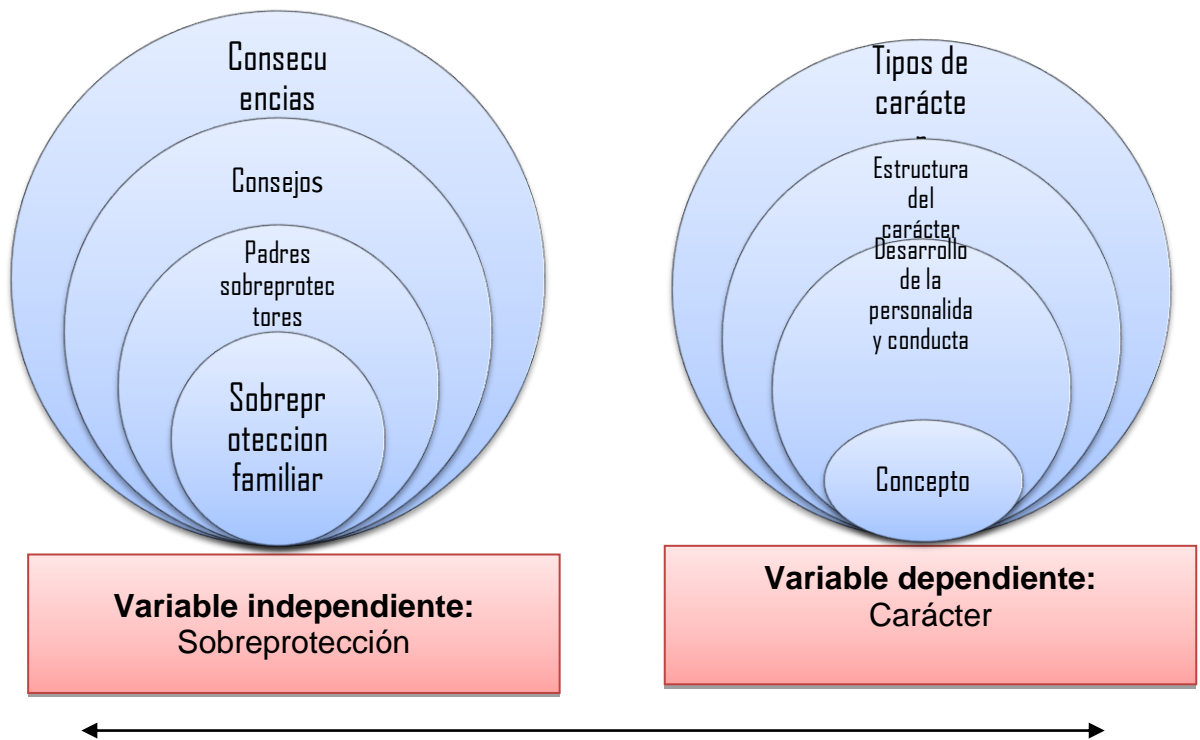 Consecu
encias
Consejos
Padres
sobreprotec
tores
Sobrepr
oteccion
familiar
Variable independiente:
Sobreprotección
Tipos de
carácte
r
Estructura
del
carácter
Desarrollo
de la
personalida
y conducta
Concepto
Variable dependiente:
Carácter